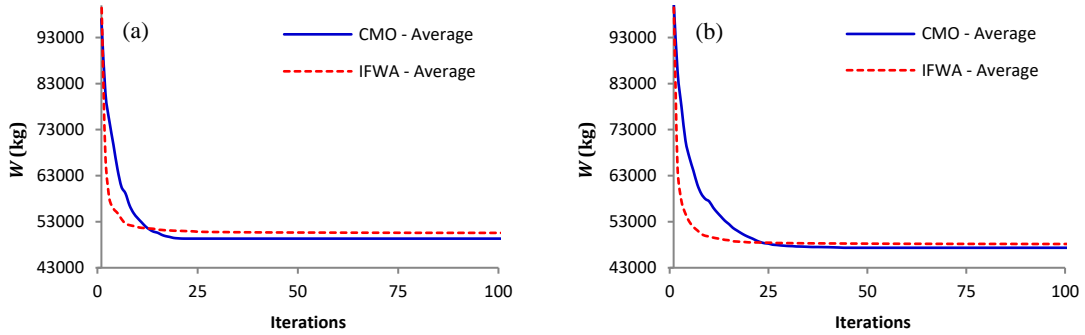 (a)
CMO - Average
IFWA - Average
93000
83000
73000
63000
53000
43000
W (kg)
0
25
50
75
100
Iterations
(b)
CMO - Average
IFWA - Average
93000
83000
73000
63000
53000
43000
W (kg)
0
25
50
75
100
Iterations